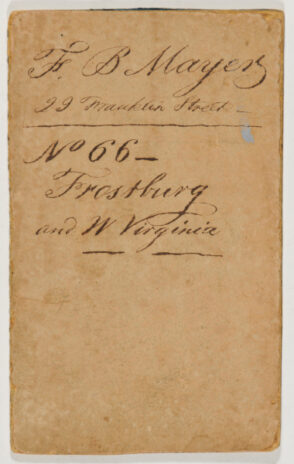 F. B Mayer
99 Franklin Street
No 66
Frostburg
and W Virginia